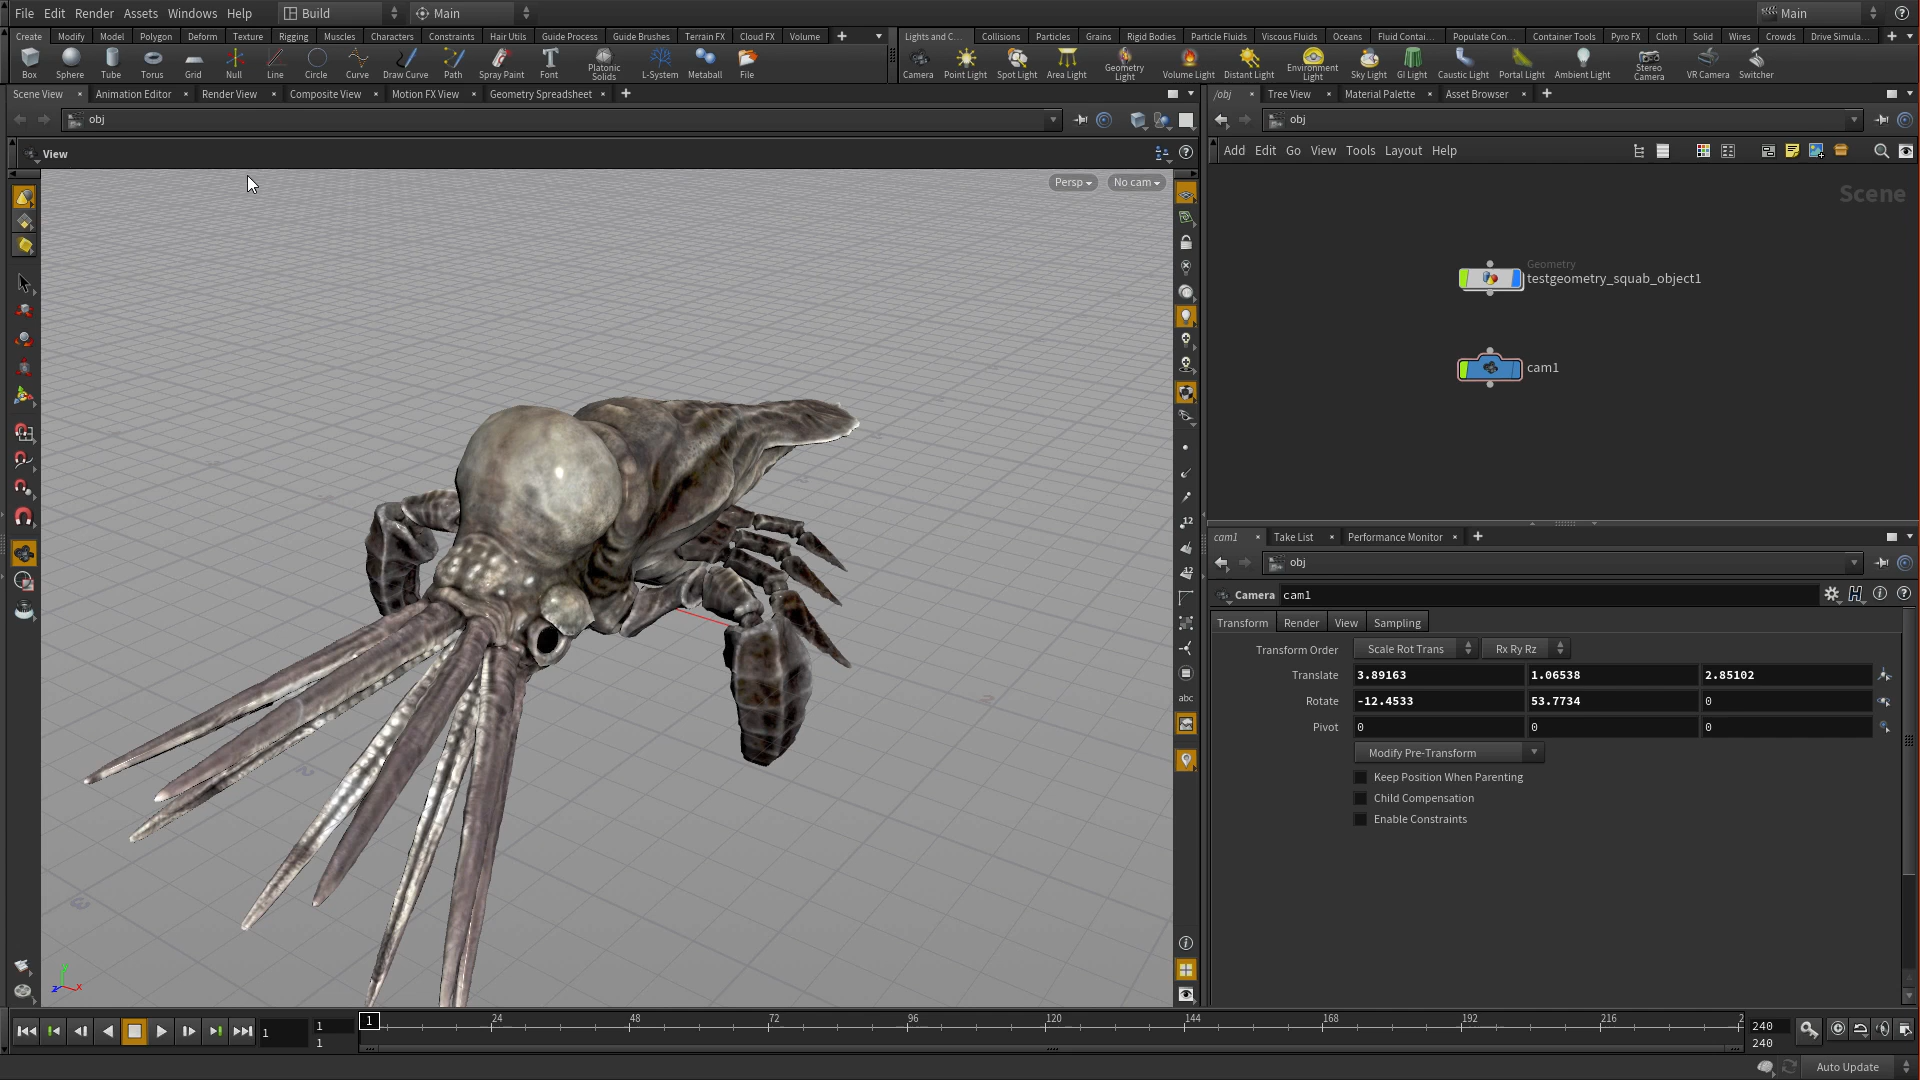 File Edit Render Assets Windows Help Build Main Main
Create Modify Model Polygon Deform Texture Rigging Muscles Characters Constraints Hair Utils Guide Process Guide Brushes Terrain FX Cloud FX Volume
Lights and C... Collisions Particles Grains Rigid Bodies Particle Fluids Viscous Fluids Oceans Fluid Contai... Populate Con... Container Tools Pyro FX Cloth Solid Wires Crowds Drive Simula...
Box Sphere Tube Torus Grid Null Line Circle Curve Draw Curve Path Spray Paint Font Platonic Solids L-System Metaball File
Camera Point Light Spot Light Area Light Geometry Light Volume Light Distant Light Environment Light Sky Light GI Light Caustic Light Portal Light Ambient Light Stereo Camera VR Camera Switcher
Scene View Animation Editor Render View Composite View Motion FX View Geometry Spreadsheet
/obj Tree View Material Palette Asset Browser
obj
obj
View
Add Edit Go View Tools Layout Help
Persp No cam
Scene
Geometry
testgeometry_squab_object1
cam1
12
12
abc
cam1 Take List Performance Monitor
obj
Camera cam1
Transform Render View Sampling
Transform Order Scale Rot Trans Rx Ry Rz
Translate 3.89163 1.06538 2.85102
Rotate -12.4533 53.7734 0
Pivot 0 0 0
Modify Pre-Transform
Keep Position When Parenting
Child Compensation
Enable Constraints
y
z x
1 1 1 24 48 72 96 120 144 168 192 216 2 240
1 240
Auto Update